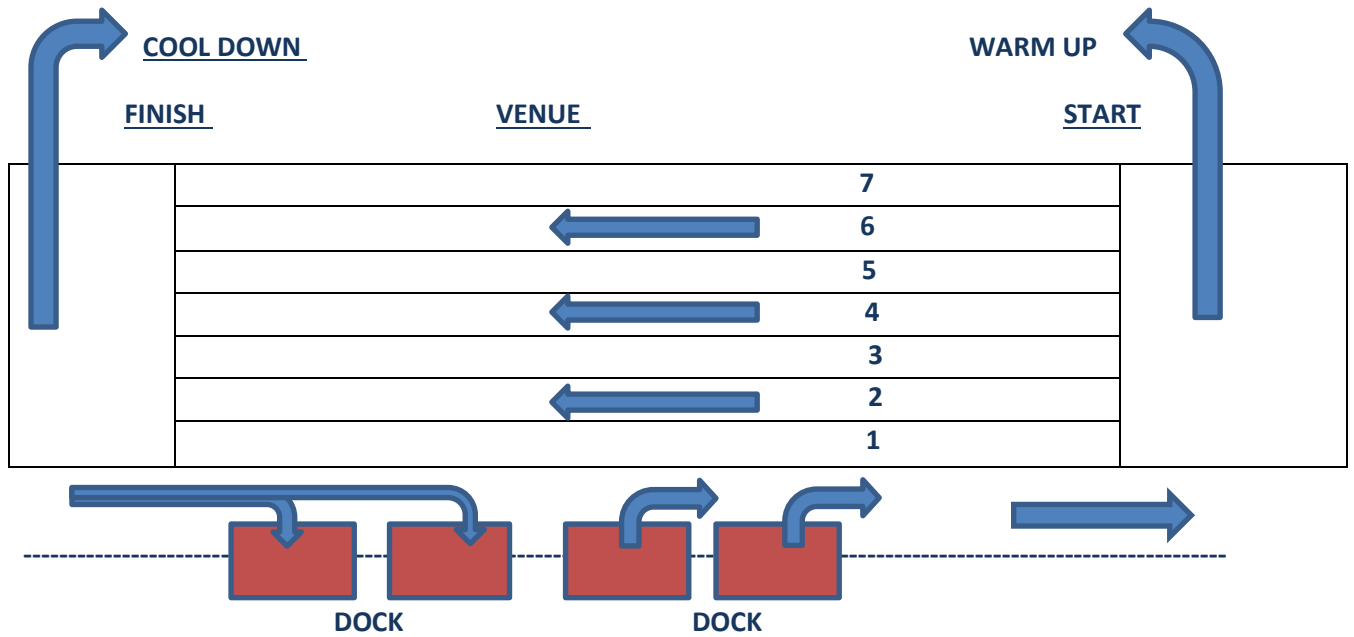 COOL DOWN
WARM UP
FINISH
VENUE
START
7
6
5
4
3
2
1
DOCK
DOCK